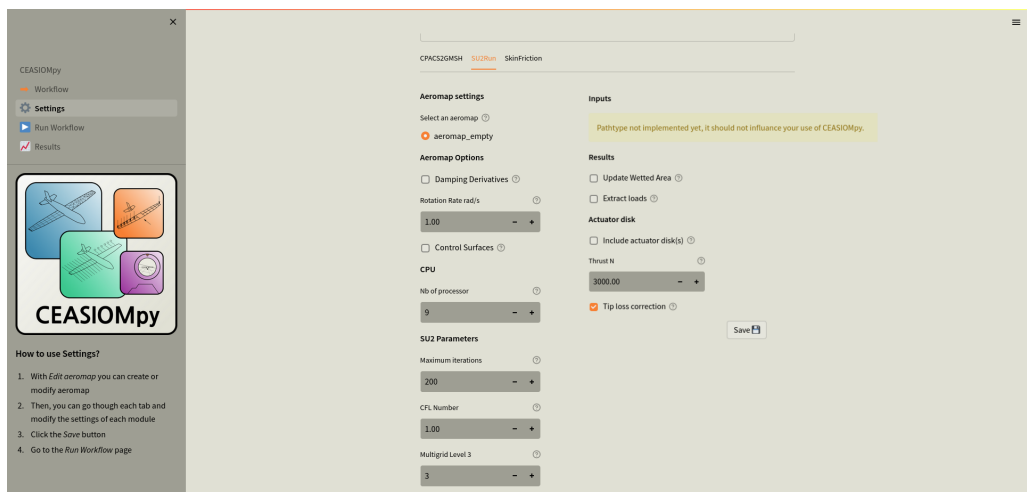 CEASIOMpy
Workflow
Settings
Run Workflow
Results
CEASIOMpy
How to use Settings?
1. With Edit aeromap you can create or
modify aeromap
2. Then, you can go though each tab and
modify the settings of each module
3. Click the Save button
4. Go to the Run Workflow page
CPACS2GMSH SU2Run SkinFriction
Aeromap settings
Select an aeromap
aeromap_empty
Aeromap Options
Damping Derivatives
Rotation Rate rad/s
1.00 - +
Control Surfaces
CPU
Nb of processor
9 - +
SU2 Parameters
Maximum iterations
200 - +
CFL Number
1.00 - +
Multigrid Level 3
3 - +
Inputs
Pathtype not implemented yet, it should not influance your use of CEASIOMpy.
Results
Update Wetted Area
Extract loads
Actuator disk
Include actuator disk(s)
Thrust N
3000.00 - +
Tip loss correction
Save